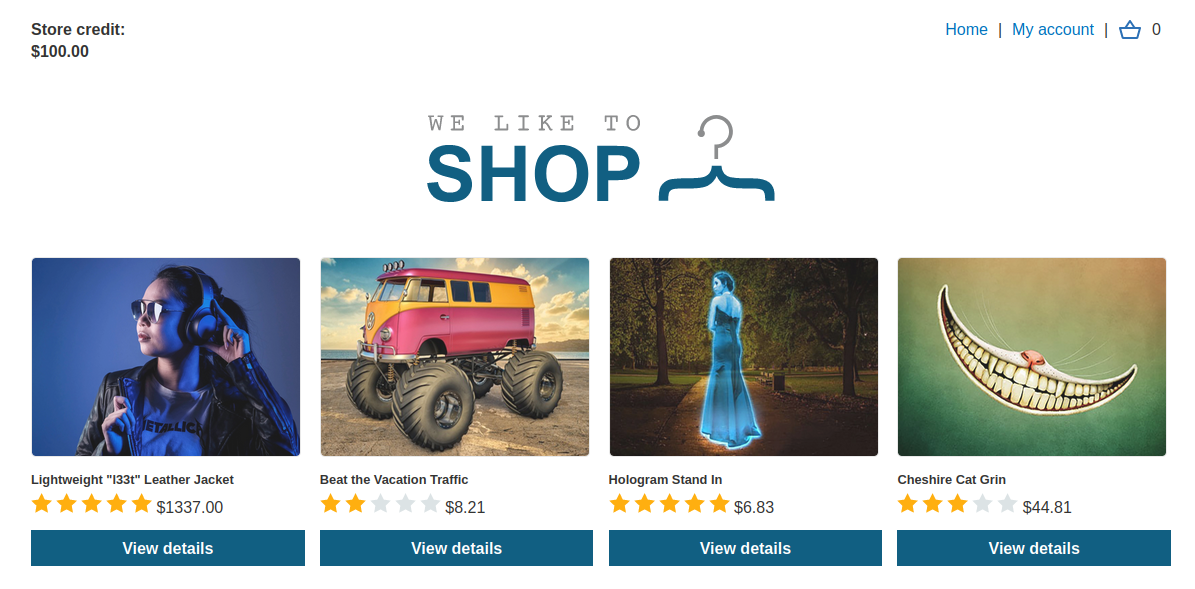 Store credit:
$100.00
Home | My account | 0
WE LIKE TO
SHOP
METALLICA
Lightweight "l33t" Leather Jacket
$1337.00
View details
Beat the Vacation Traffic
$8.21
View details
Hologram Stand In
$6.83
View details
Cheshire Cat Grin
$44.81
View details